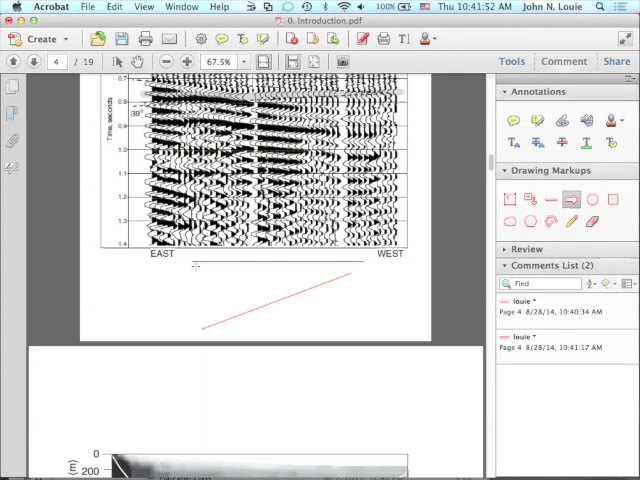 Acrobat File Edit View Window Help 100% Thu 10:41:52 AM John N. Louie
0. Introduction.pdf
Create
4 / 19 67.5% Tools Comment Share
0.7
0.8
39°
0.9
1.0
1.1
1.2
1.3
1.4
Time, seconds
EAST WEST
0
200
(m)
Annotations
Drawing Markups
Review
Comments List (2)
Find
louie
Page 4 8/28/14, 10:40:34 AM
louie
Page 4 8/28/14, 10:41:17 AM